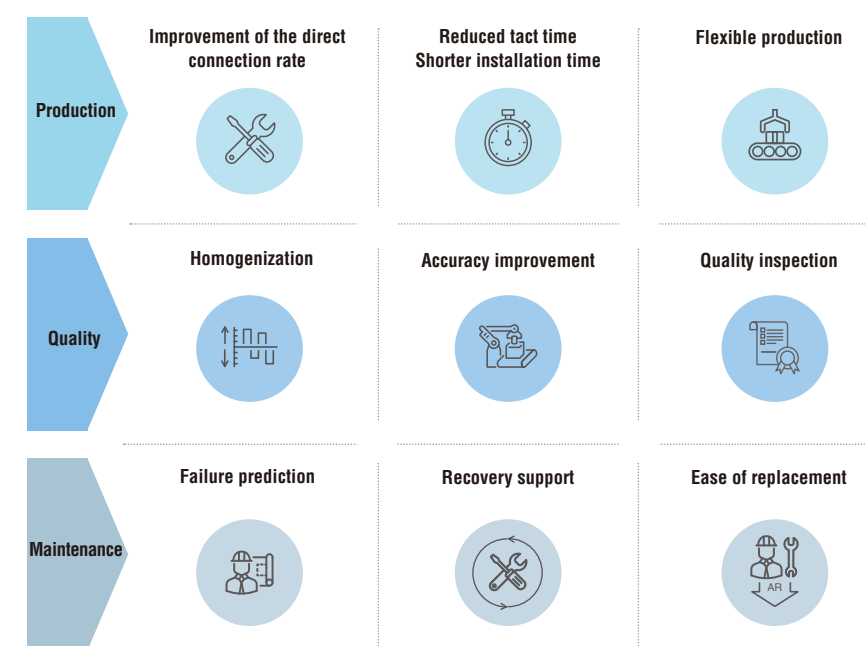 Production
Improvement of the direct
connection rate
Reduced tact time
Shorter installation time
Flexible production
Quality
Homogenization
Accuracy improvement
Quality inspection
Maintenance
Failure prediction
Recovery support
Ease of replacement
AR